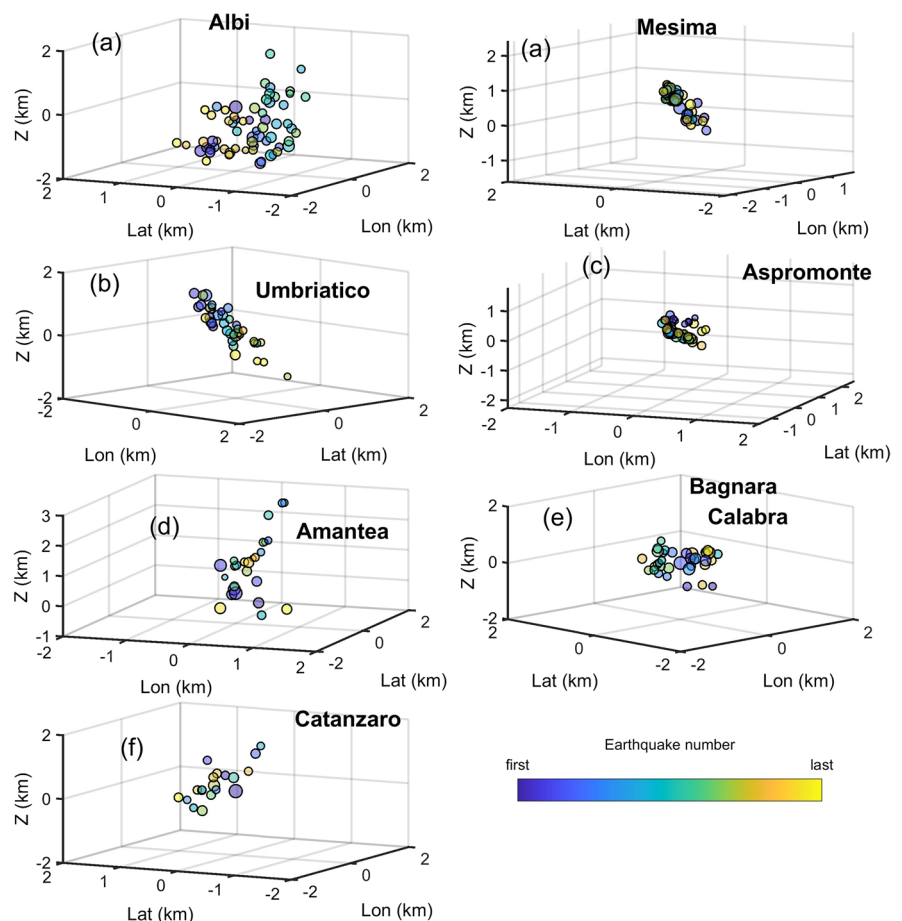 Albi
(a)
2
0
-2
Z (km)
2
1
0
-1
-2
Lat (km)
-2
0
2
Lon (km)
Mesima
(a)
2
1
0
-1
Z (km)
2
0
-2
Lat (km)
-2
-1
0
1
Lon (km)
(b)
Umbriatico
2
0
-2
Z (km)
-2
0
2
Lon (km)
-2
0
2
Lat (km)
(c)
Aspromonte
1
0
-1
-2
Z (km)
-2
-1
0
1
2
Lon (km)
-1
0
1
2
Lat (km)
(d)
Amantea
3
2
1
0
-1
Z (km)
-2
-1
0
1
2
Lon (km)
-2
0
2
Lat (km)
Bagnara
Calabra
(e)
2
0
-2
Z (km)
2
0
-2
Lat (km)
-2
0
2
Lon (km)
Catanzaro
(f)
2
0
-2
Z (km)
2
1
0
-1
-2
Lat (km)
-2
0
2
Lon (km)
Earthquake number
first last